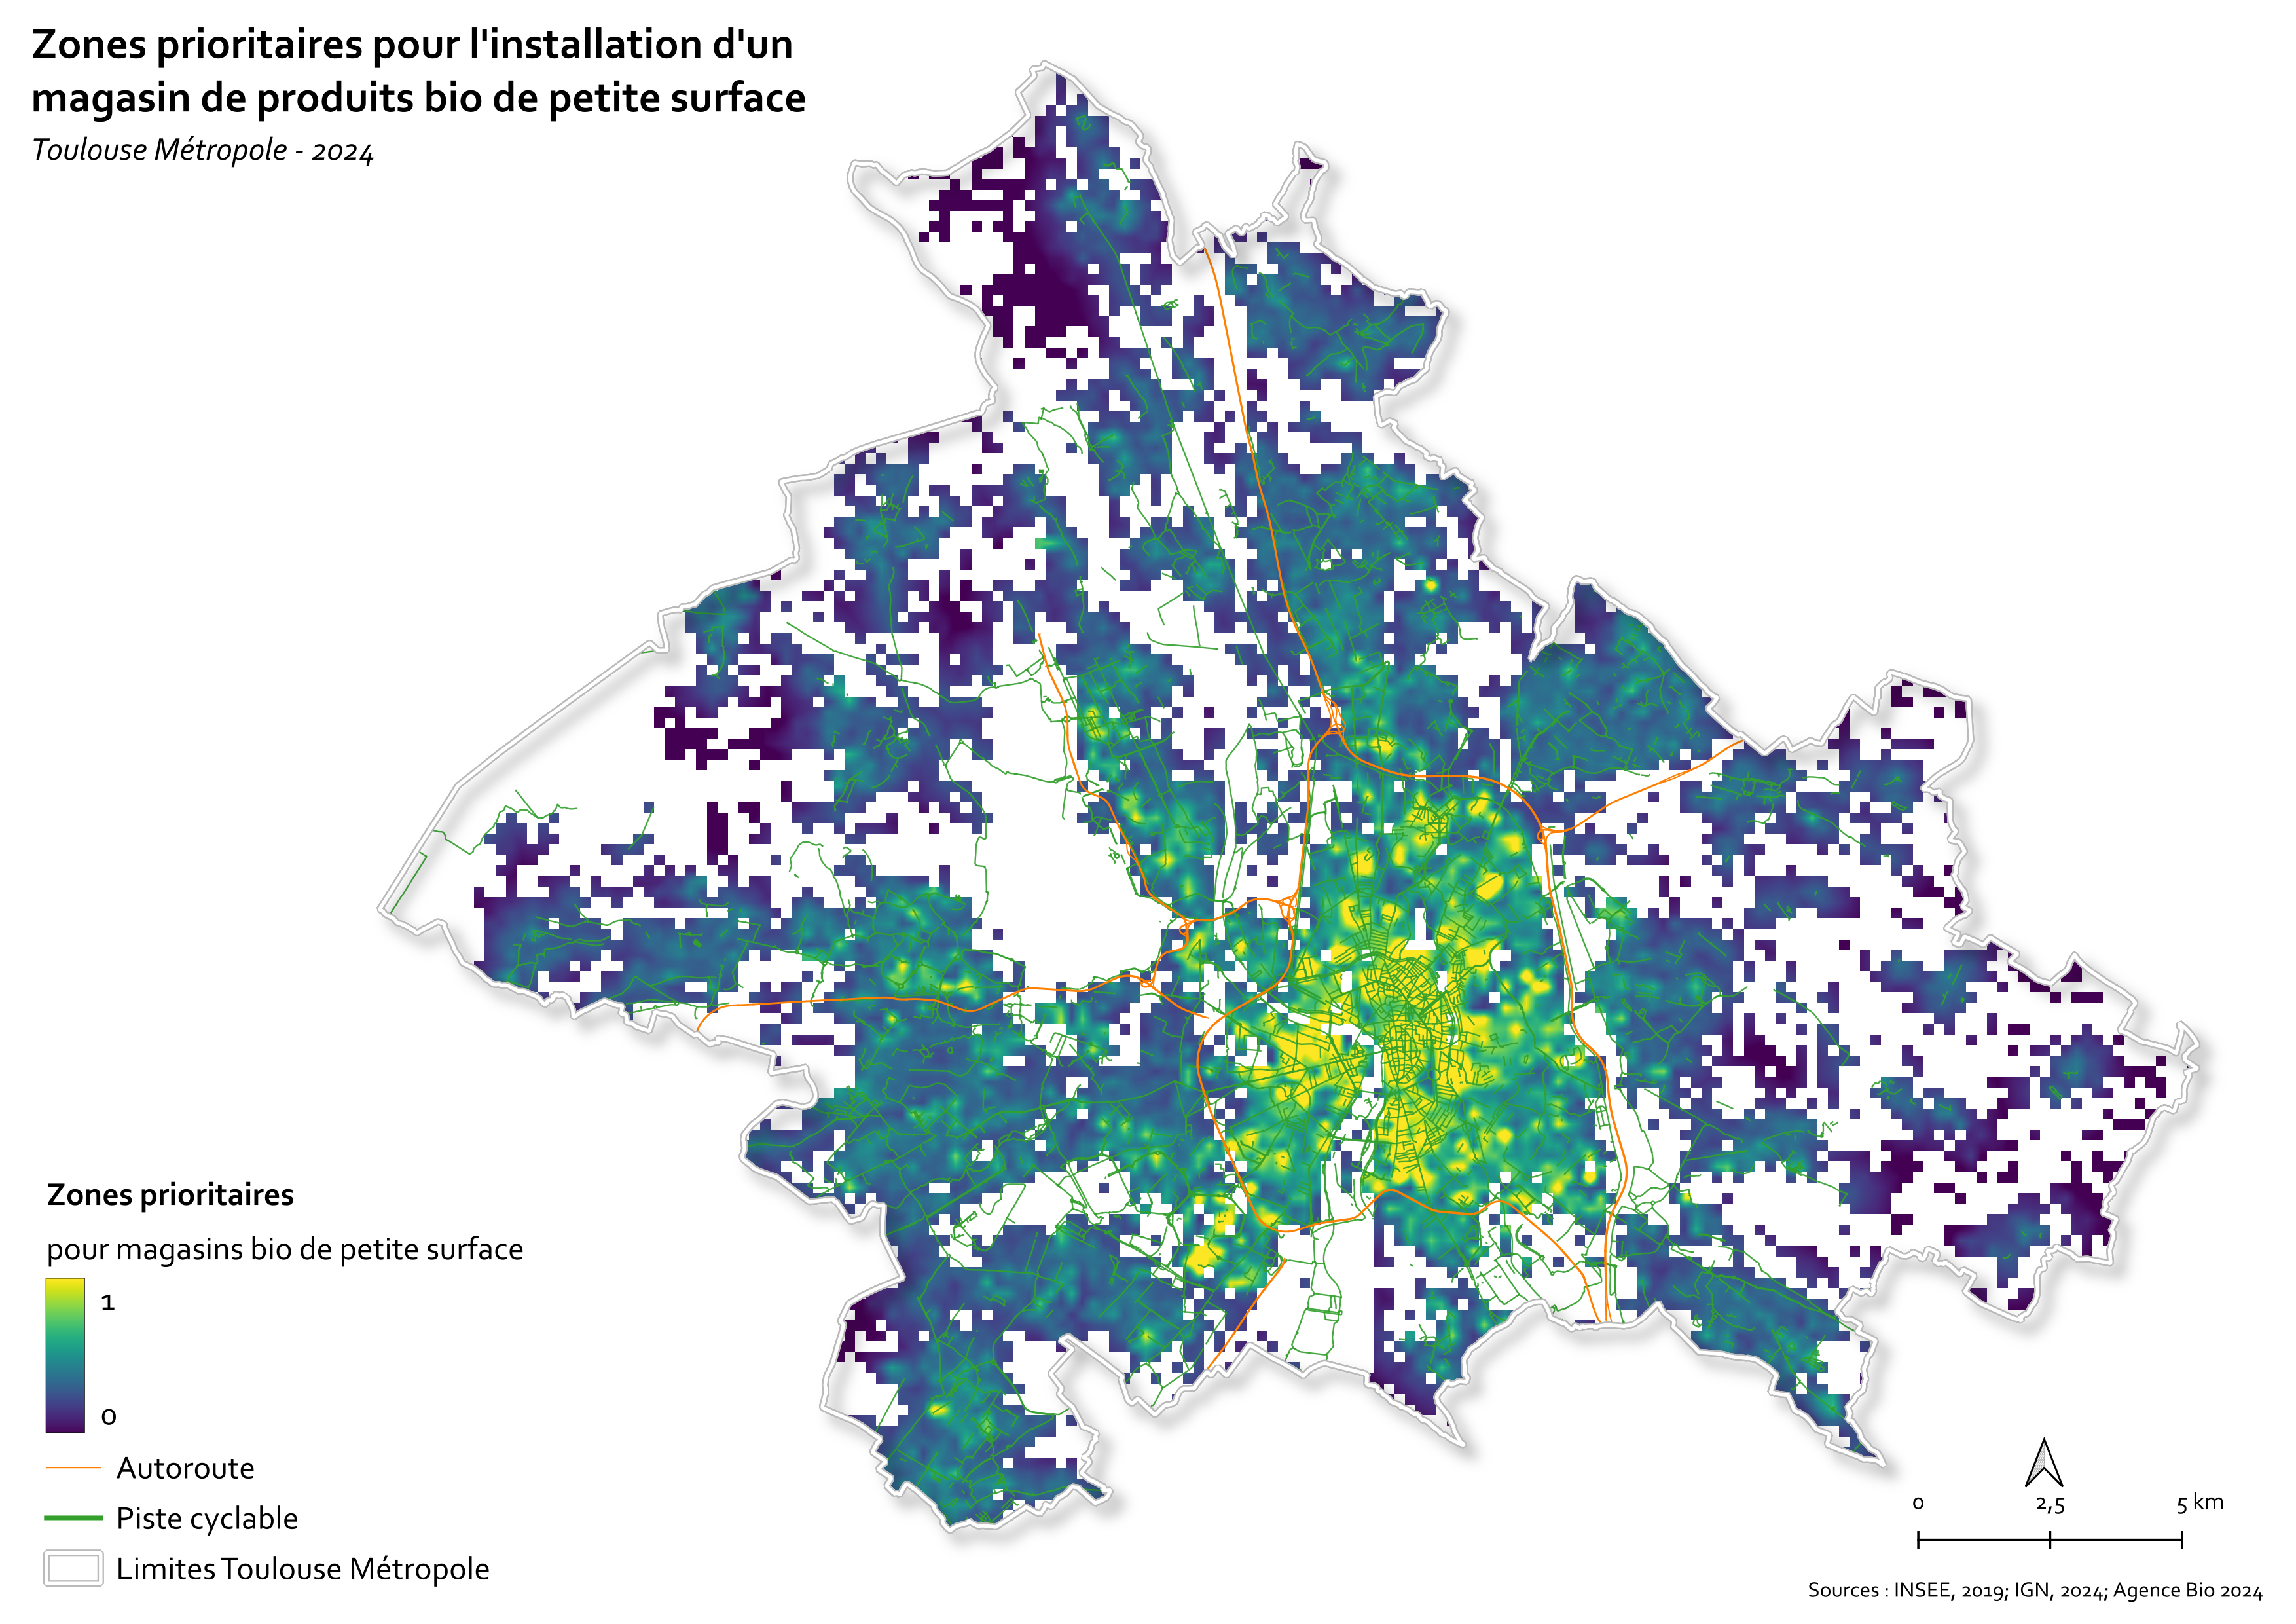 Zones prioritaires pour l'installation d'un
magasin de produits bio de petite surface
Toulouse Métropole - 2024
Zones prioritaires
pour magasins bio de petite surface
1
0
Autoroute
Piste cyclable
Limites Toulouse Métropole
0 2,5 5 km
Sources : INSEE, 2019; IGN, 2024; Agence Bio 2024